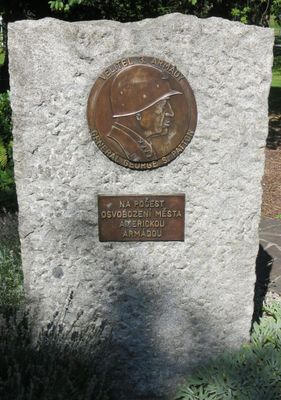 VELITEL 3. ARMÁDY
GENERÁL GEORGE S. PATTON
NA POČEST
OSVOBOZENÍ MĚSTA
AMERICKOU
ARMÁDOU